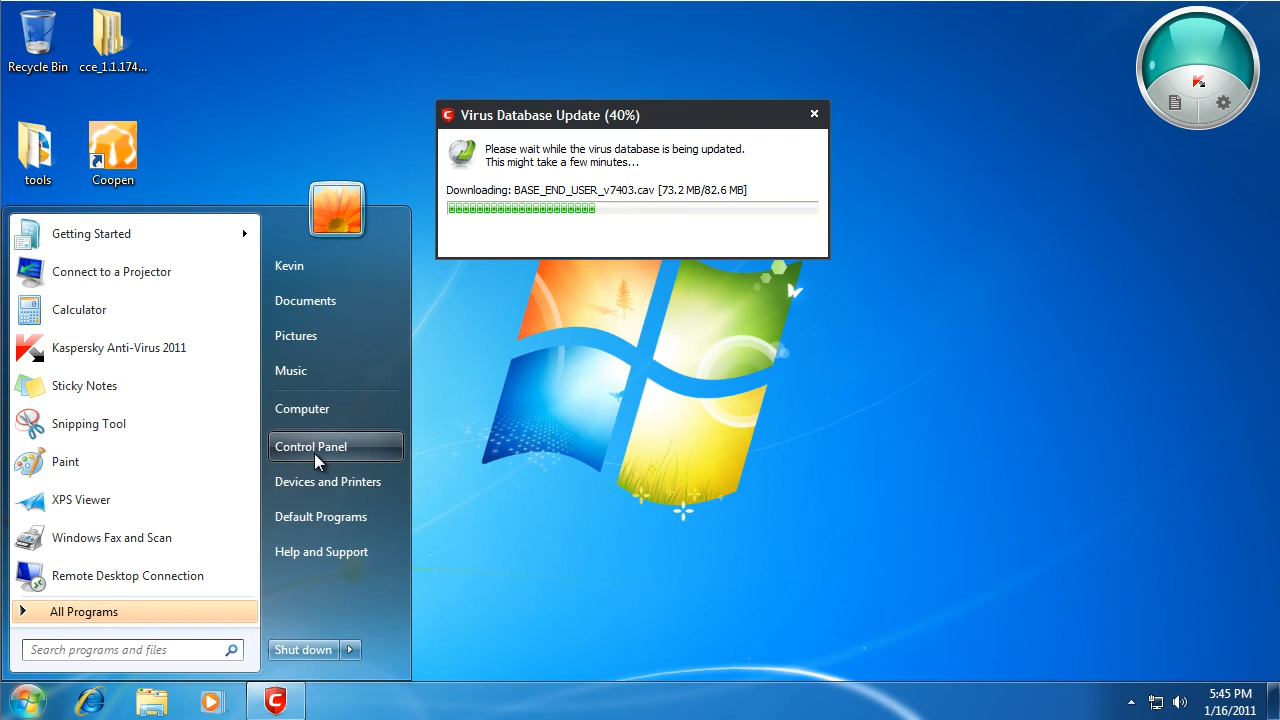 Recycle Bin
cce_1.1.174...
tools
Coopen
Virus Database Update (40%)
Please wait while the virus database is being updated.
This might take a few minutes...
Downloading: BASE_END_USER_v7403.cav [73.2 MB/82.6 MB]
Getting Started
Connect to a Projector
Calculator
Kaspersky Anti-Virus 2011
Sticky Notes
Snipping Tool
Paint
XPS Viewer
Windows Fax and Scan
Remote Desktop Connection
All Programs
Search programs and files
Kevin
Documents
Pictures
Music
Computer
Control Panel
Devices and Printers
Default Programs
Help and Support
Shut down
5:45 PM
1/16/2011